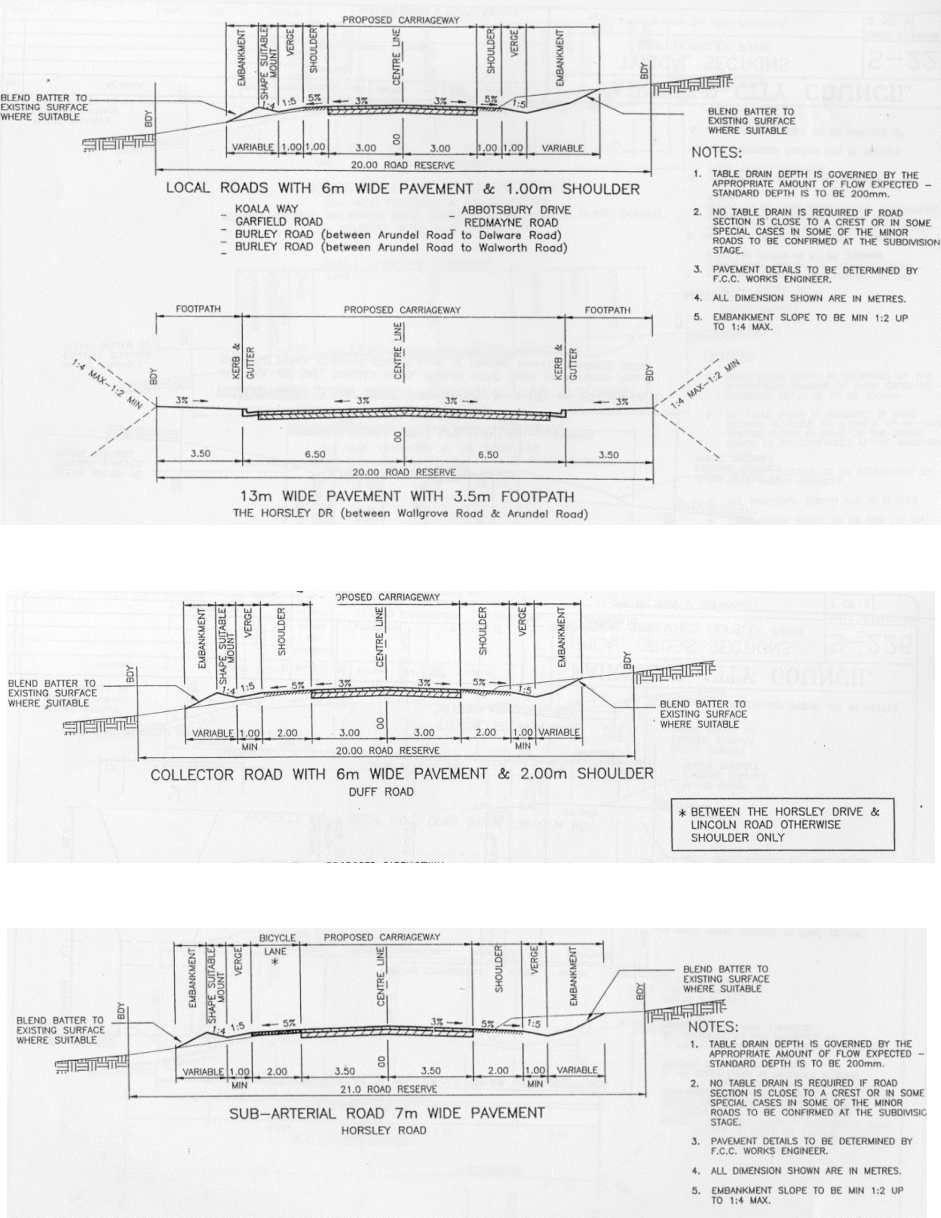 PROPOSED CARRIAGEWAY
EMBANKMENT
SHAPE SUITABLE
MOUNT
VERGE
SHOULDER
CENTRE LINE
SHOULDER
VERGE
EMBANKMENT
BDY
BLEND BATTER TO
EXISTING SURFACE
WHERE SUITABLE
BDY
1:4 1:5 5% 3% 3% 5% 1:5
BLEND BATTER TO
EXISTING SURFACE
WHERE SUITABLE
00
VARIABLE 1.00 1.00 3.00 3.00 1.00 1.00 VARIABLE
20.00 ROAD RESERVE
LOCAL ROADS WITH 6m WIDE PAVEMENT & 1.00m SHOULDER
– KOALA WAY – ABBOTSBURY DRIVE
– GARFIELD ROAD – REDMAYNE ROAD
– BURLEY ROAD (between Arundel Road to Delware Road)
– BURLEY ROAD (between Arundel Road to Walworth Road)
NOTES:
1. TABLE DRAIN DEPTH IS GOVERNED BY THE
APPROPRIATE AMOUNT OF FLOW EXPECTED –
STANDARD DEPTH IS TO BE 200mm.
2. NO TABLE DRAIN IS REQUIRED IF ROAD
SECTION IS CLOSE TO A CREST OR IN SOME
SPECIAL CASES IN SOME OF THE MINOR
ROADS TO BE CONFIRMED AT THE SUBDIVISION
STAGE.
3. PAVEMENT DETAILS TO BE DETERMINED BY
F.C.C. WORKS ENGINEER.
4. ALL DIMENSION SHOWN ARE IN METRES.
5. EMBANKMENT SLOPE TO BE MIN 1:2 UP
TO 1:4 MAX.
FOOTPATH PROPOSED CARRIAGEWAY FOOTPATH
KERB &
GUTTER
CENTRE LINE
KERB &
GUTTER
1:4 MAX–1:2 MIN
BDY
BDY
1:4 MAX–1:2 MIN
3% 3% 3% 3%
00
3.50 6.50 6.50 3.50
20.00 ROAD RESERVE
13m WIDE PAVEMENT WITH 3.5m FOOTPATH
THE HORSLEY DR (between Wallgrove Road & Arundel Road)
OPOSED CARRIAGEWAY
EMBANKMENT
SHAPE SUITABLE
MOUNT
VERGE
SHOULDER
CENTRE LINE
SHOULDER
VERGE
EMBANKMENT
BDY
BDY
BLEND BATTER TO
EXISTING SURFACE
WHERE SUITABLE
1:4 1:5 5% 3% 3% 5% 1:5
BLEND BATTER TO
EXISTING SURFACE
WHERE SUITABLE
00
VARIABLE 1.00 2.00 3.00 3.00 2.00 1.00 VARIABLE
MIN MIN
20.00 ROAD RESERVE
COLLECTOR ROAD WITH 6m WIDE PAVEMENT & 2.00m SHOULDER
DUFF ROAD
* BETWEEN THE HORSLEY DRIVE &
LINCOLN ROAD OTHERWISE
SHOULDER ONLY
BICYCLE
LANE
*
PROPOSED CARRIAGEWAY
EMBANKMENT
SHAPE SUITABLE
MOUNT
VERGE
CENTRE LINE
SHOULDER
VERGE
EMBANKMENT
BLEND BATTER TO
EXISTING SURFACE
WHERE SUITABLE
BDY
BDY
BLEND BATTER TO
EXISTING SURFACE
WHERE SUITABLE
1:4 1:5 5% 3% 5% 1:5
00
VARIABLE 1.00 2.00 3.50 3.50 2.00 1.00 VARIABLE
MIN MIN
21.0 ROAD RESERVE
SUB–ARTERIAL ROAD 7m WIDE PAVEMENT
HORSLEY ROAD
NOTES:
1. TABLE DRAIN DEPTH IS GOVERNED BY THE
APPROPRIATE AMOUNT OF FLOW EXPECTED –
STANDARD DEPTH IS TO BE 200mm.
2. NO TABLE DRAIN IS REQUIRED IF ROAD
SECTION IS CLOSE TO A CREST OR IN SOME
SPECIAL CASES IN SOME OF THE MINOR
ROADS TO BE CONFIRMED AT THE SUBDIVISIO
STAGE.
3. PAVEMENT DETAILS TO BE DETERMINED BY
F.C.C. WORKS ENGINEER.
4. ALL DIMENSION SHOWN ARE IN METRES.
5. EMBANKMENT SLOPE TO BE MIN 1:2 UP
TO 1:4 MAX.